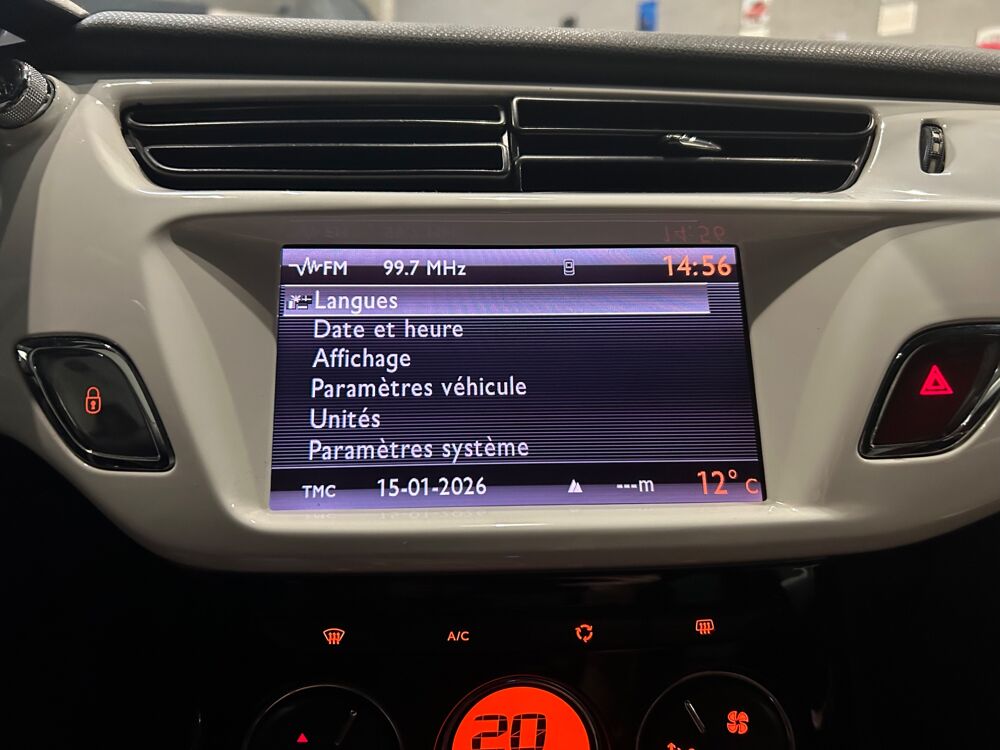 FM 99.7 MHz 14:56
Langues
Date et heure
Affichage
Paramètres véhicule
Unités
Paramètres système
TMC 15-01-2026 ---m 12° C
A/C
20